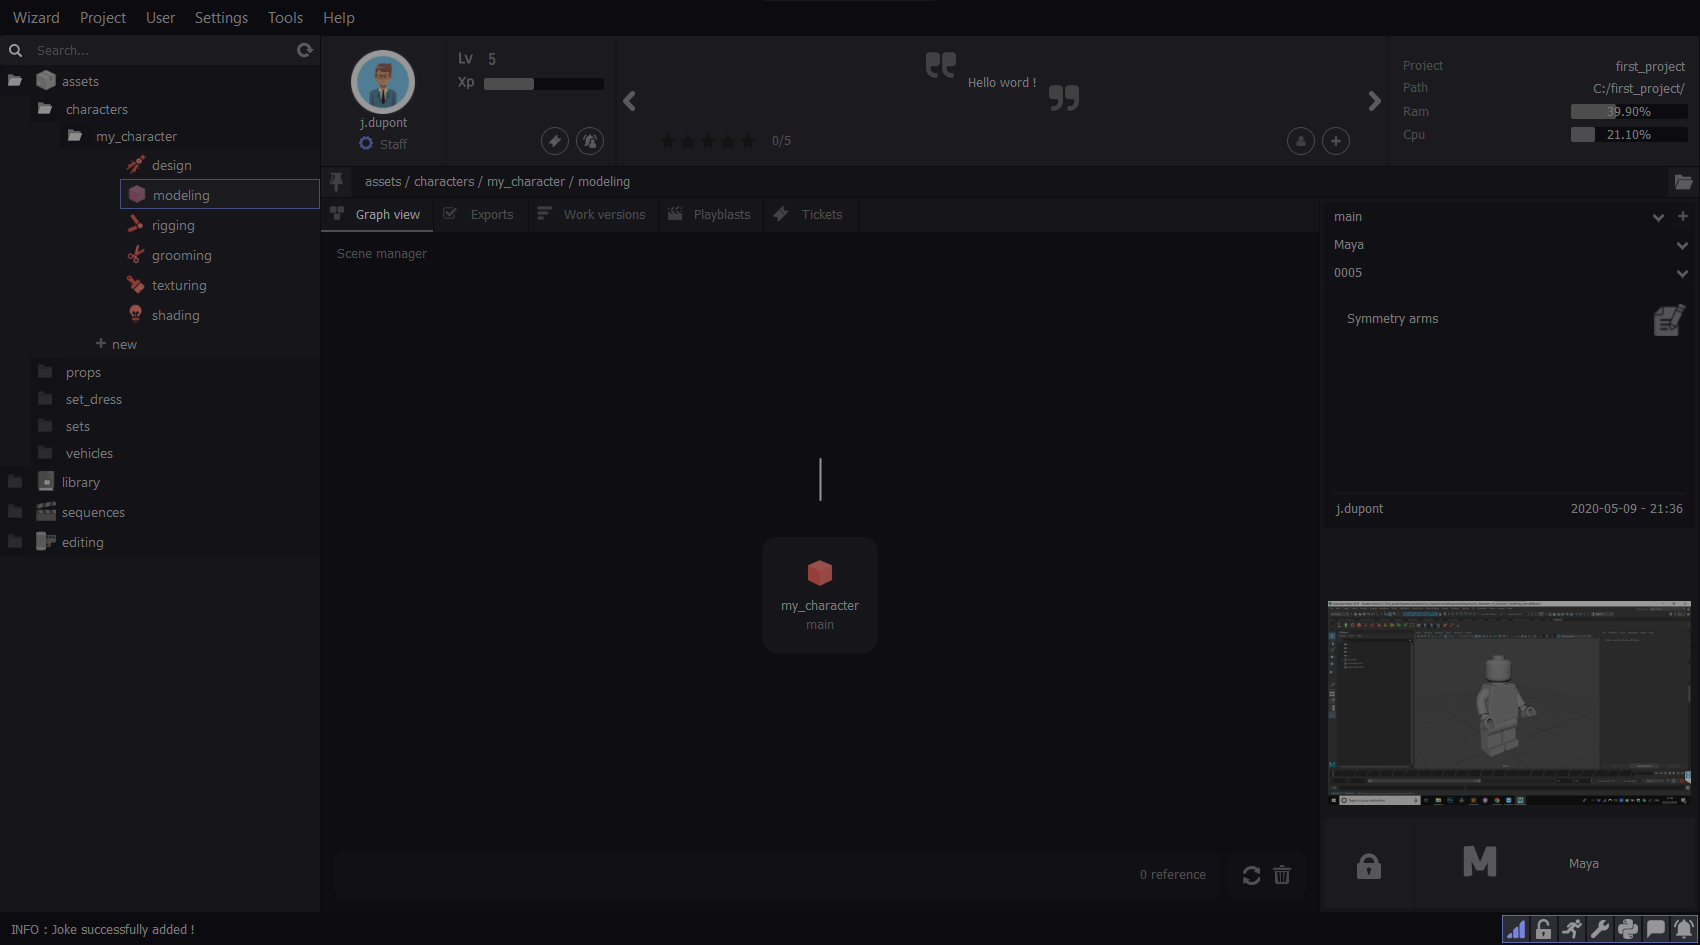 Wizard Project User Settings Tools Help
Search...
assets
characters
my_character
design
modeling
rigging
grooming
texturing
shading
+ new
props
set_dress
sets
vehicles
library
sequences
editing
j.dupont
Staff
Lv 5
Xp
Hello word !
0/5
Project first_project
Path C:/first_project/
Ram 39.90%
Cpu 21.10%
assets / characters / my_character / modeling
Graph view Exports Work versions Playblasts Tickets
Scene manager
my_character
main
0 reference
main
Maya
0005
Symmetry arms
j.dupont 2020-05-09 - 21:36
M Maya
INFO : Joke successfully added !